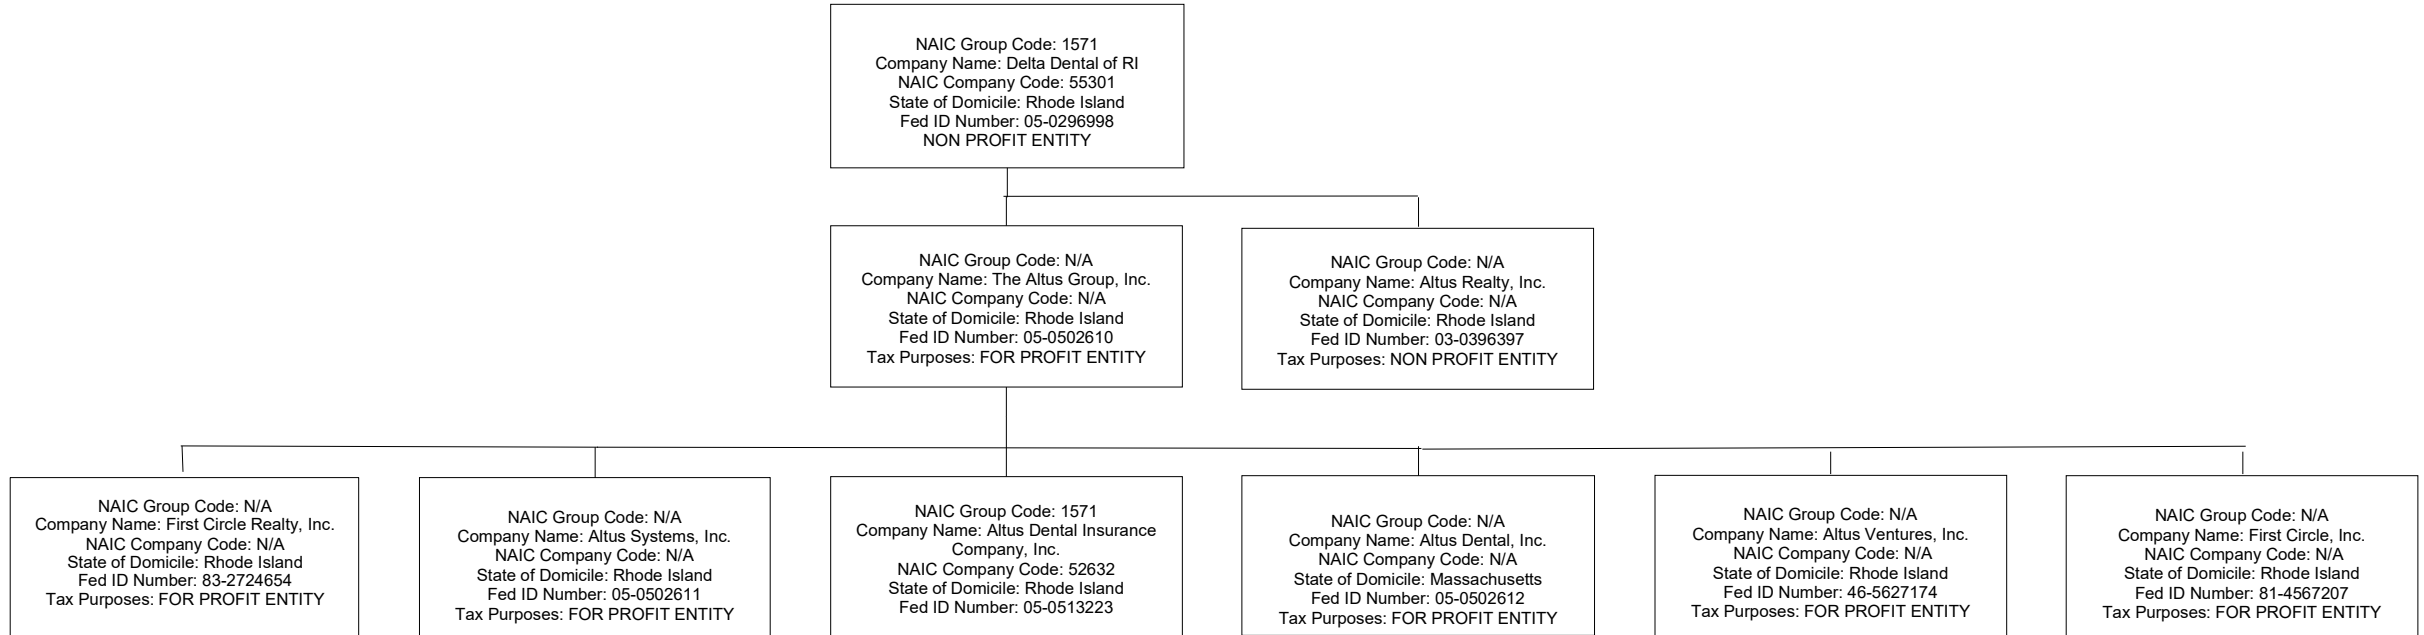 NAIC Group Code: 1571
Company Name: Delta Dental of RI
NAIC Company Code: 55301
State of Domicile: Rhode Island
Fed ID Number: 05-0296998
NON PROFIT ENTITY
NAIC Group Code: N/A
Company Name: The Altus Group, Inc.
NAIC Company Code: N/A
State of Domicile: Rhode Island
Fed ID Number: 05-0502610
Tax Purposes: FOR PROFIT ENTITY
NAIC Group Code: N/A
Company Name: Altus Realty, Inc.
NAIC Company Code: N/A
State of Domicile: Rhode Island
Fed ID Number: 03-0396397
Tax Purposes: NON PROFIT ENTITY
NAIC Group Code: N/A
Company Name: First Circle Realty, Inc.
NAIC Company Code: N/A
State of Domicile: Rhode Island
Fed ID Number: 83-2724654
Tax Purposes: FOR PROFIT ENTITY
NAIC Group Code: N/A
Company Name: Altus Systems, Inc.
NAIC Company Code: N/A
State of Domicile: Rhode Island
Fed ID Number: 05-0502611
Tax Purposes: FOR PROFIT ENTITY
NAIC Group Code: 1571
Company Name: Altus Dental Insurance
Company, Inc.
NAIC Company Code: 52632
State of Domicile: Rhode Island
Fed ID Number: 05-0513223
NAIC Group Code: N/A
Company Name: Altus Dental, Inc.
NAIC Company Code: N/A
State of Domicile: Massachusetts
Fed ID Number: 05-0502612
Tax Purposes: FOR PROFIT ENTITY
NAIC Group Code: N/A
Company Name: Altus Ventures, Inc.
NAIC Company Code: N/A
State of Domicile: Rhode Island
Fed ID Number: 46-5627174
Tax Purposes: FOR PROFIT ENTITY
NAIC Group Code: N/A
Company Name: First Circle, Inc.
NAIC Company Code: N/A
State of Domicile: Rhode Island
Fed ID Number: 81-4567207
Tax Purposes: FOR PROFIT ENTITY